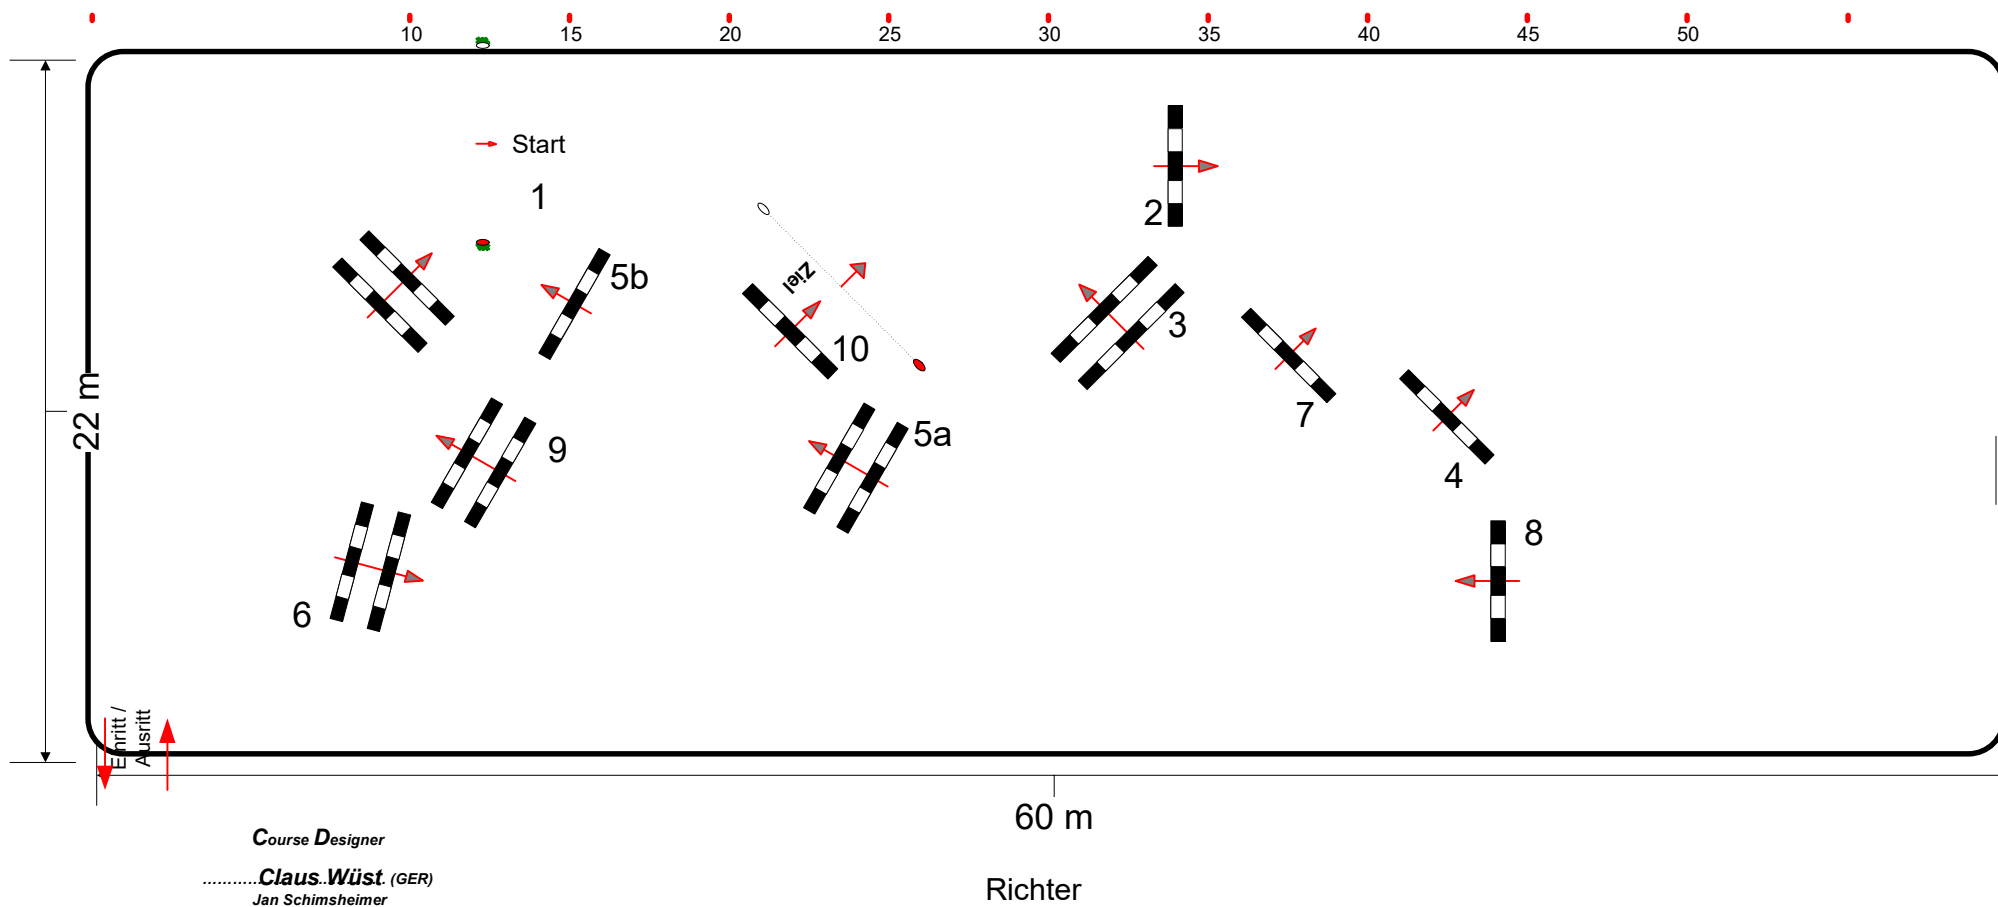 10 15 20 25 30 35 40 45 50
Start
1
2
5b
Ziel
3
10
7
5a
9
4
8
6
22 m
Einritt /
Ausritt
60 m
Course Designer
Claus Wüst (GER)
Jan Schimsheimer
Richter